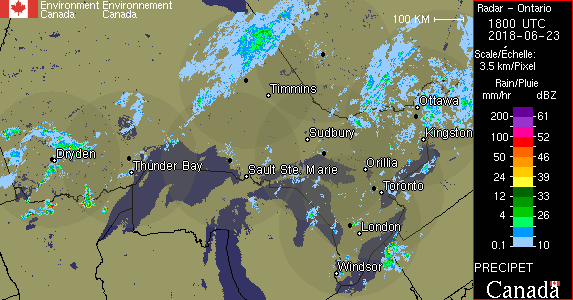 Environment Environnement
Canada Canada
100 KM
Timmins
Ottawa
Sudbury
Kingston
Dryden
Thunder Bay
Sault Ste. Marie
Orillia
Toronto
London
Windsor
Radar - Ontario
1800 UTC
2018-06-23
Scale/Échelle:
3.5 km/Pixel
Rain/Pluie
mm/hr dBZ
200 61
100 52
50 46
24 39
12 33
4 26
0.1 10
PRECIPET
Canada